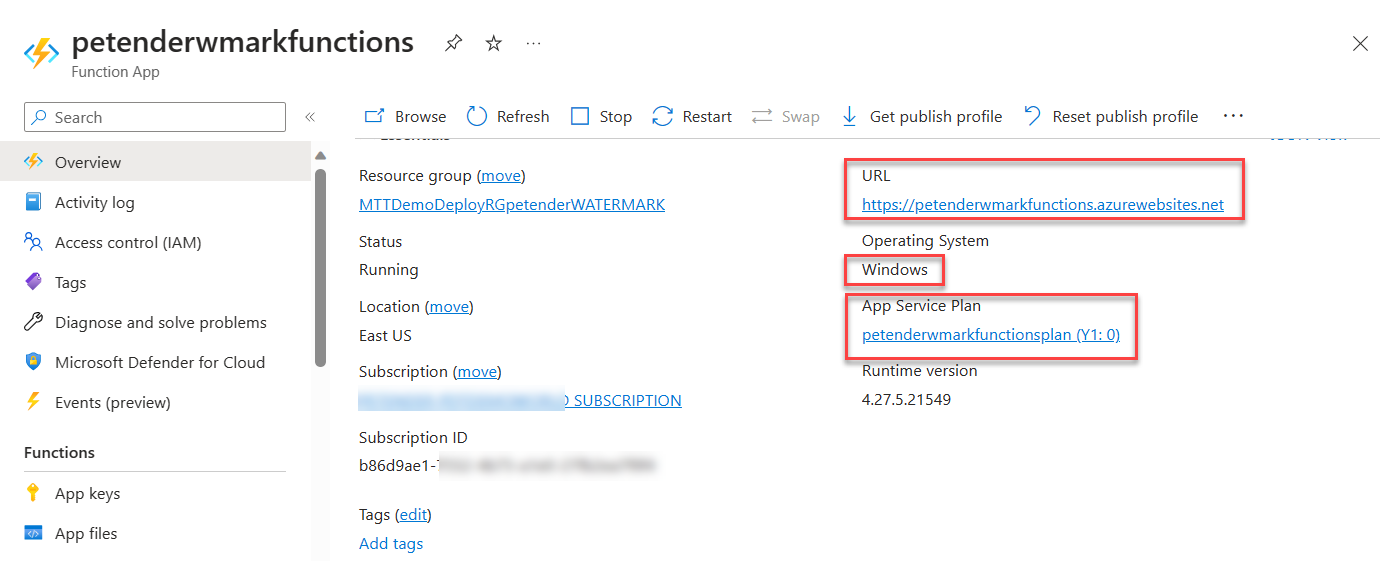 petenderwmarkfunctions
Function App
Search
Overview
Activity log
Access control (IAM)
Tags
Diagnose and solve problems
Microsoft Defender for Cloud
Events (preview)
Functions
App keys
App files
Browse
Refresh
Stop
Restart
Swap
Get publish profile
Reset publish profile
Resource group (move)
MTTDemoDeployRGpetenderWATERMARK
Status
Running
Location (move)
East US
Subscription (move)
SUBSCRIPTION
Subscription ID
b86d9ae1-
Tags (edit)
Add tags
URL
https://petenderwmarkfunctions.azurewebsites.net
Operating System
Windows
App Service Plan
petenderwmarkfunctionsplan (Y1: 0)
Runtime version
4.27.5.21549